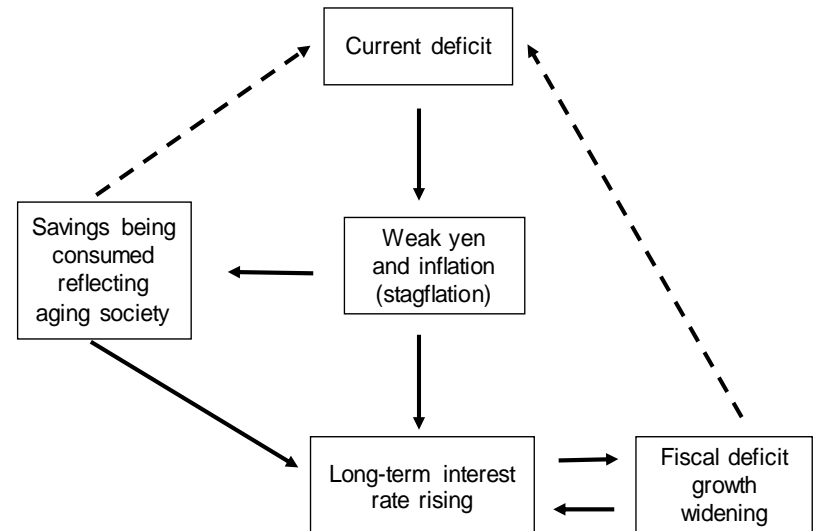 Current deficit
Savings being
consumed
reflecting
aging society
Weak yen
and inflation
(stagflation)
Long-term interest
rate rising
Fiscal deficit
growth
widening